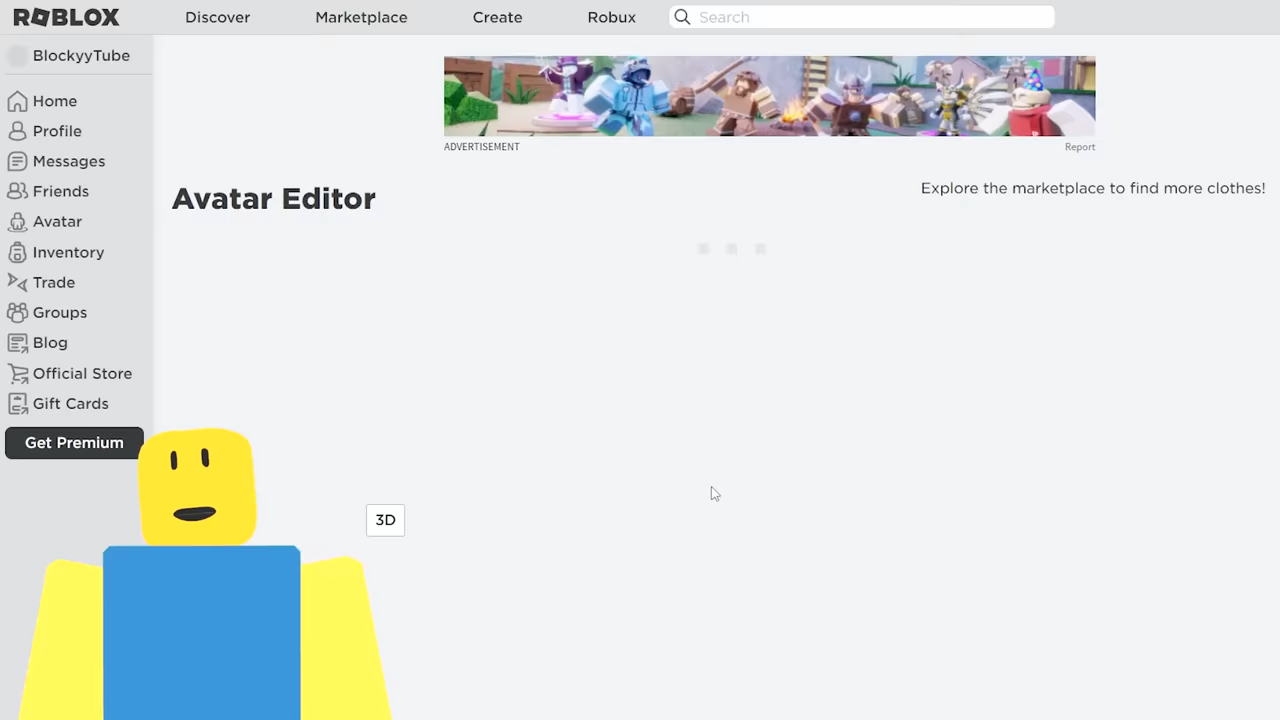 ROBLOX
Discover
Marketplace
Create
Robux
Search
BlockyyTube
Home
Profile
Messages
Friends
Avatar
Inventory
Trade
Groups
Blog
Official Store
Gift Cards
Get Premium
ADVERTISEMENT
Report
Avatar Editor
Explore the marketplace to find more clothes!
3D